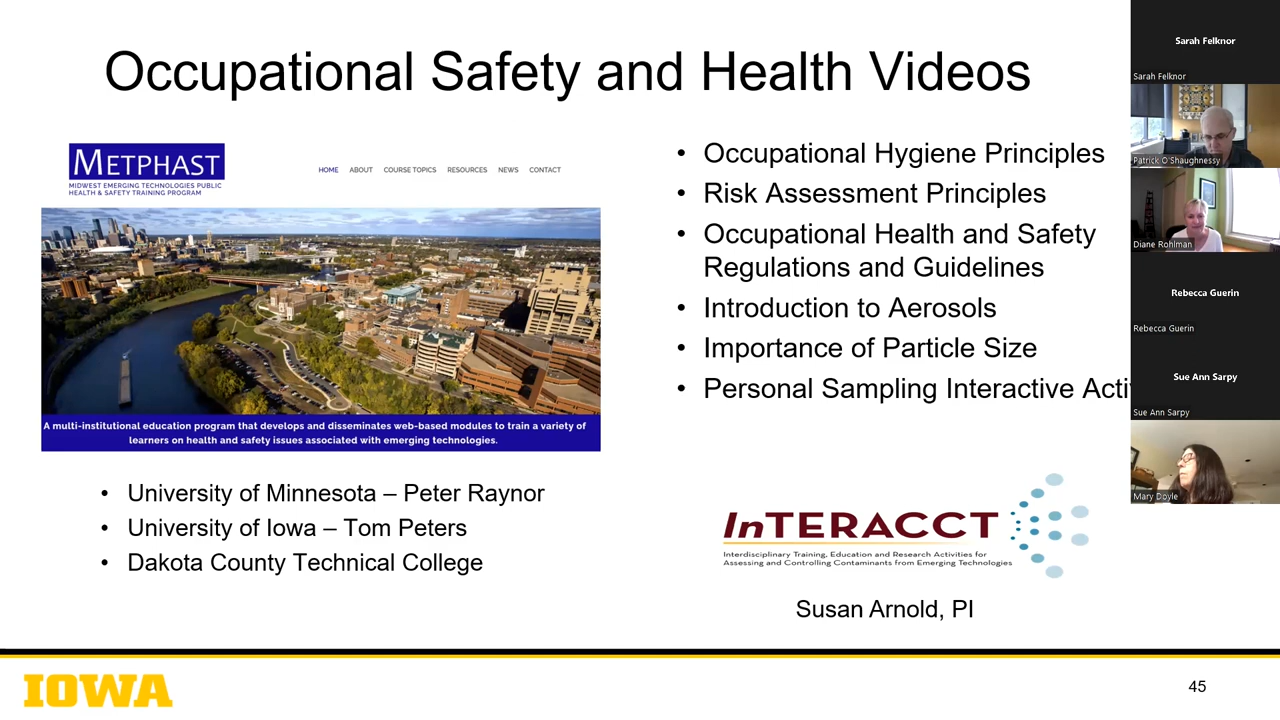 Occupational Safety and Health Videos
METPHAST
MIDWEST EMERGING TECHNOLOGIES PUBLIC
HEALTH & SAFETY TRAINING PROGRAM
HOME ABOUT COURSE TOPICS RESOURCES NEWS CONTACT
A multi-institutional education program that develops and disseminates web-based modules to train a variety of
learners on health and safety issues associated with emerging technologies.
• University of Minnesota – Peter Raynor
• University of Iowa – Tom Peters
• Dakota County Technical College
• Occupational Hygiene Principles
• Risk Assessment Principles
• Occupational Health and Safety
Regulations and Guidelines
• Introduction to Aerosols
• Importance of Particle Size
• Personal Sampling Interactive Acti
InTERACCT
Interdisciplinary Training, Education and Research Activities for
Assessing and Controlling Contaminants from Emerging Technologies
Susan Arnold, PI
IOWA
45
Sarah Felknor
Sarah Felknor
Patrick O'Shaughnessy
Diane Rohlman
Rebecca Guerin
Rebecca Guerin
Sue Ann Sarpy
Sue Ann Sarpy
Mary Doyle